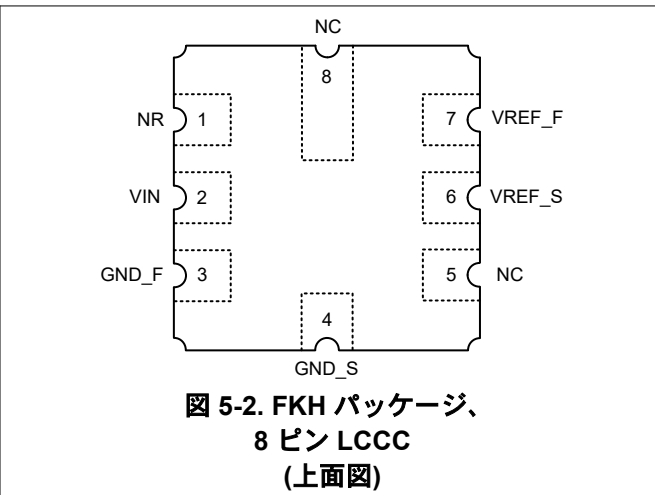 NC
8
NR 1 7 VREF_F
VIN 2 6 VREF_S
GND_F 3 5 NC
4
GND_S
図 5-2. FKH パッケージ、
8 ピン LCCC
(上面図)